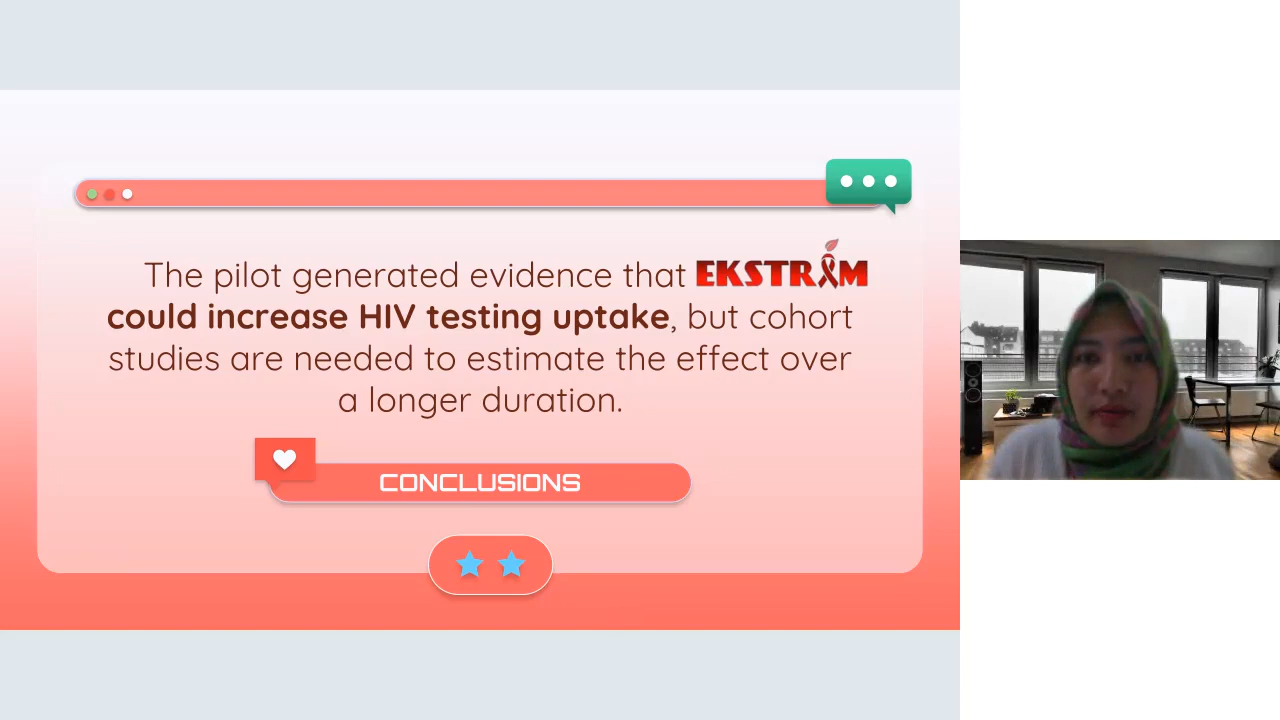 The pilot generated evidence that EKSTRIM
could increase HIV testing uptake, but cohort
studies are needed to estimate the effect over
a longer duration.
CONCLUSIONS